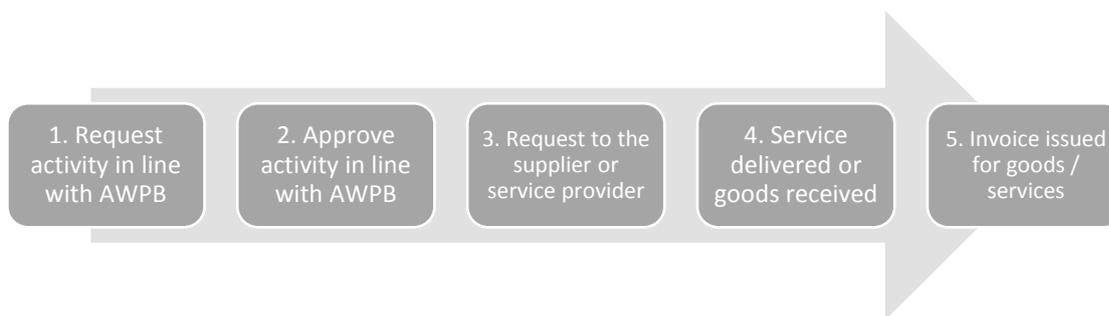 1. Request
activity in line
with AWPB
2. Approve
activity in line
with AWPB
3. Request to the
supplier or
service provider
4. Service
delivered or
goods received
5. Invoice issued
for goods /
services